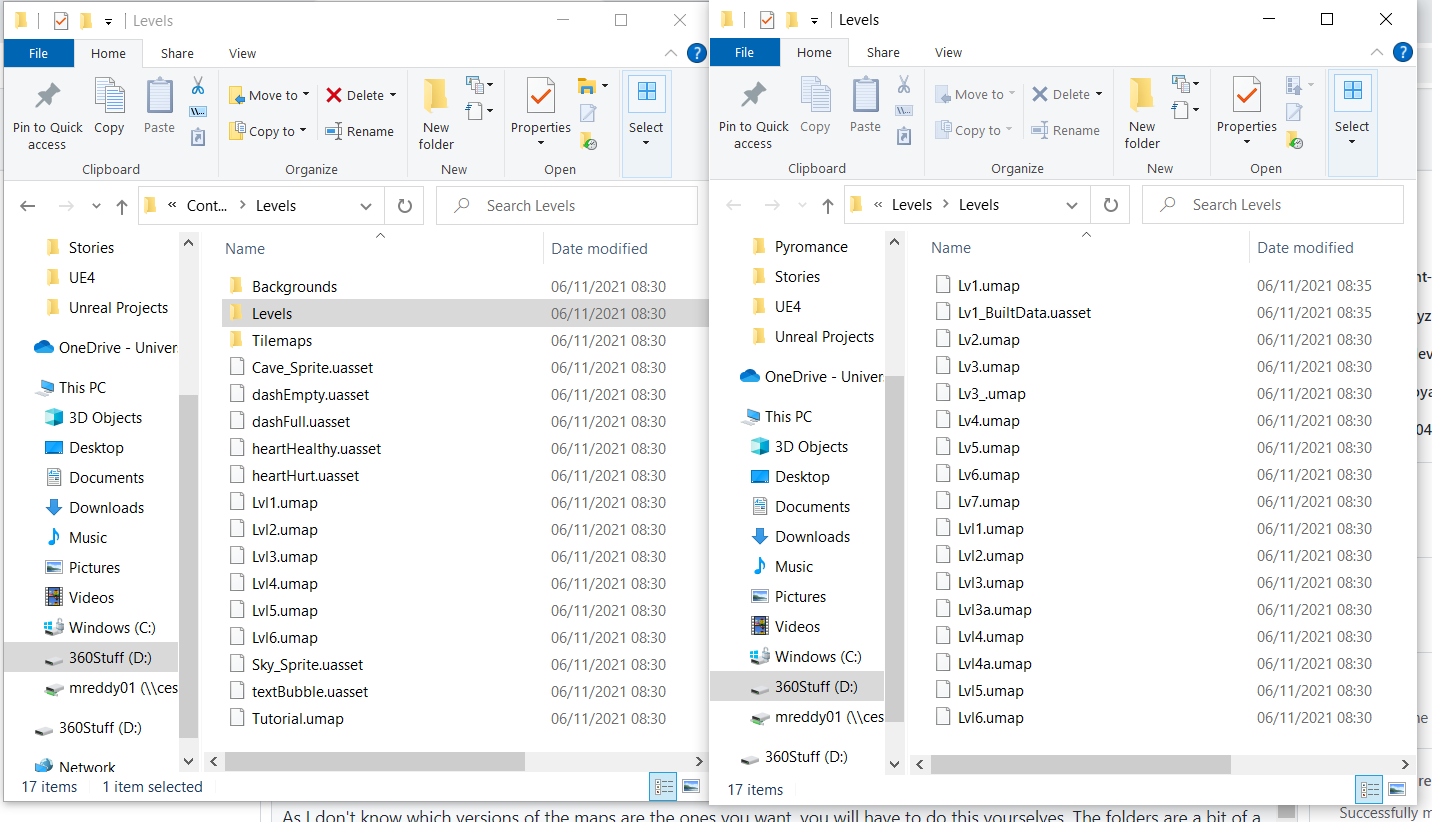 Levels
File Home Share View
Pin to Quick access
Copy
Paste
Clipboard
Move to
Copy to
Delete
Rename
Organize
New folder
New
Properties
Open
Select
Cont... Levels
Search Levels
Stories
UE4
Unreal Projects
OneDrive - Univer
This PC
3D Objects
Desktop
Documents
Downloads
Music
Pictures
Videos
Windows (C:)
360Stuff (D:)
mreddy01 (\\ces
360Stuff (D:)
Network
Name Date modified
Backgrounds 06/11/2021 08:30
Levels 06/11/2021 08:30
Tilemaps 06/11/2021 08:30
Cave_Sprite.uasset 06/11/2021 08:30
dashEmpty.uasset 06/11/2021 08:30
dashFull.uasset 06/11/2021 08:30
heartHealthy.uasset 06/11/2021 08:30
heartHurt.uasset 06/11/2021 08:30
Lvl1.umap 06/11/2021 08:30
Lvl2.umap 06/11/2021 08:30
Lvl3.umap 06/11/2021 08:30
Lvl4.umap 06/11/2021 08:30
Lvl5.umap 06/11/2021 08:30
Lvl6.umap 06/11/2021 08:30
Sky_Sprite.uasset 06/11/2021 08:30
textBubble.uasset 06/11/2021 08:30
Tutorial.umap 06/11/2021 08:30
17 items 1 item selected
Levels
File Home Share View
Pin to Quick access
Copy
Paste
Clipboard
Move to
Copy to
Delete
Rename
Organize
New folder
New
Properties
Open
Select
Levels Levels
Search Levels
Pyromance
Stories
UE4
Unreal Projects
OneDrive - Univer
This PC
3D Objects
Desktop
Documents
Downloads
Music
Pictures
Videos
Windows (C:)
360Stuff (D:)
mreddy01 (\\ces
360Stuff (D:)
Name Date modified
Lv1.umap 06/11/2021 08:35
Lv1_BuiltData.uasset 06/11/2021 08:35
Lv2.umap 06/11/2021 08:30
Lv3.umap 06/11/2021 08:30
Lv3_.umap 06/11/2021 08:30
Lv4.umap 06/11/2021 08:30
Lv5.umap 06/11/2021 08:30
Lv6.umap 06/11/2021 08:30
Lv7.umap 06/11/2021 08:30
Lvl1.umap 06/11/2021 08:30
Lvl2.umap 06/11/2021 08:30
Lvl3.umap 06/11/2021 08:30
Lvl3a.umap 06/11/2021 08:30
Lvl4.umap 06/11/2021 08:30
Lvl4a.umap 06/11/2021 08:30
Lvl5.umap 06/11/2021 08:30
Lvl6.umap 06/11/2021 08:30
17 items
As I don't know which versions of the maps are the ones you want, you will have to do this yourselves. The folders are a bit of a
Successfully m